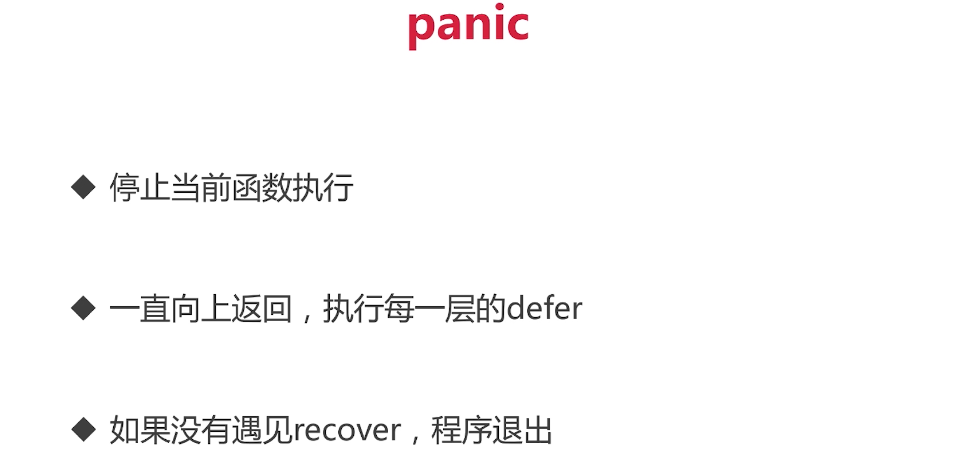 panic
◆ 停止当前函数执行
◆ 一直向上返回，执行每一层的defer
◆ 如果没有遇见recover，程序退出